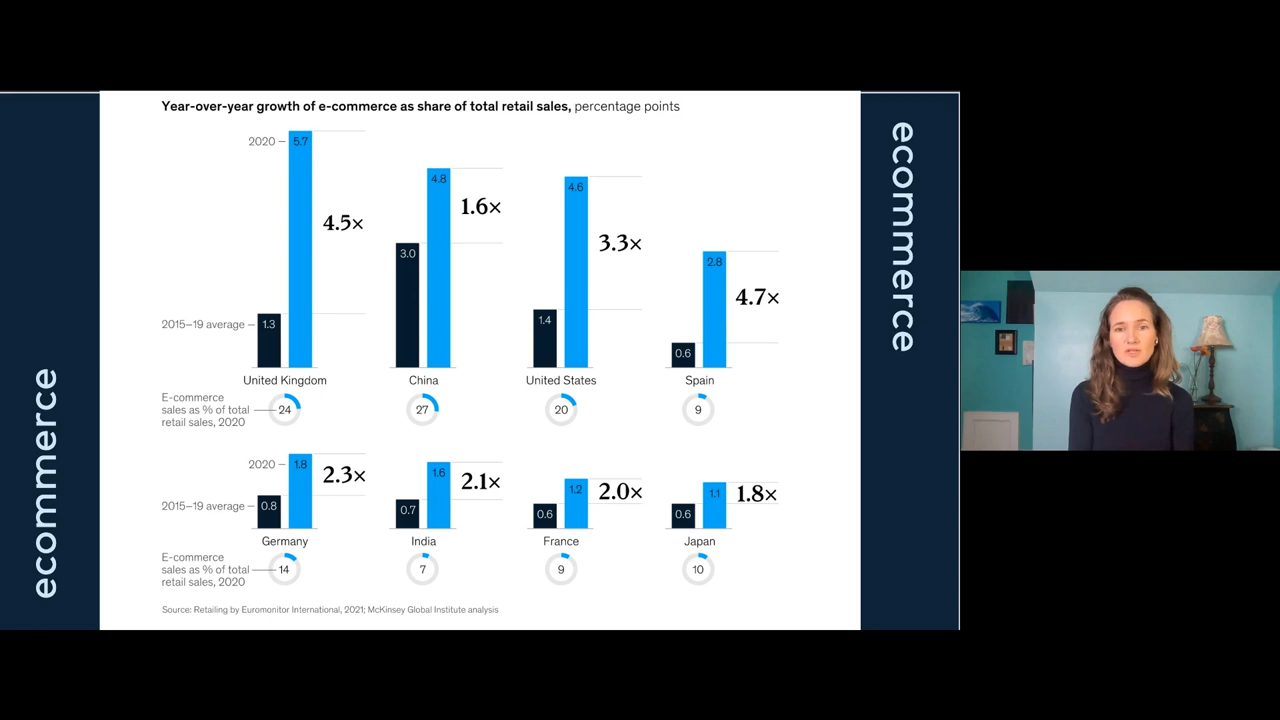 Year-over-year growth of e-commerce as share of total retail sales, percentage points
ecommerce
ecommerce
2020
5.7
4.5×
2015–19 average
1.3
United Kingdom
4.8
1.6×
3.0
China
4.6
3.3×
1.4
United States
2.8
4.7×
0.6
Spain
E-commerce
sales as % of total
retail sales, 2020
24
27
20
9
2020
1.8
2.3×
2015–19 average
0.8
Germany
1.6
2.1×
0.7
India
1.2
2.0×
0.6
France
1.1
1.8×
0.6
Japan
E-commerce
sales as % of total
retail sales, 2020
14
7
9
10
Source: Retailing by Euromonitor International, 2021; McKinsey Global Institute analysis